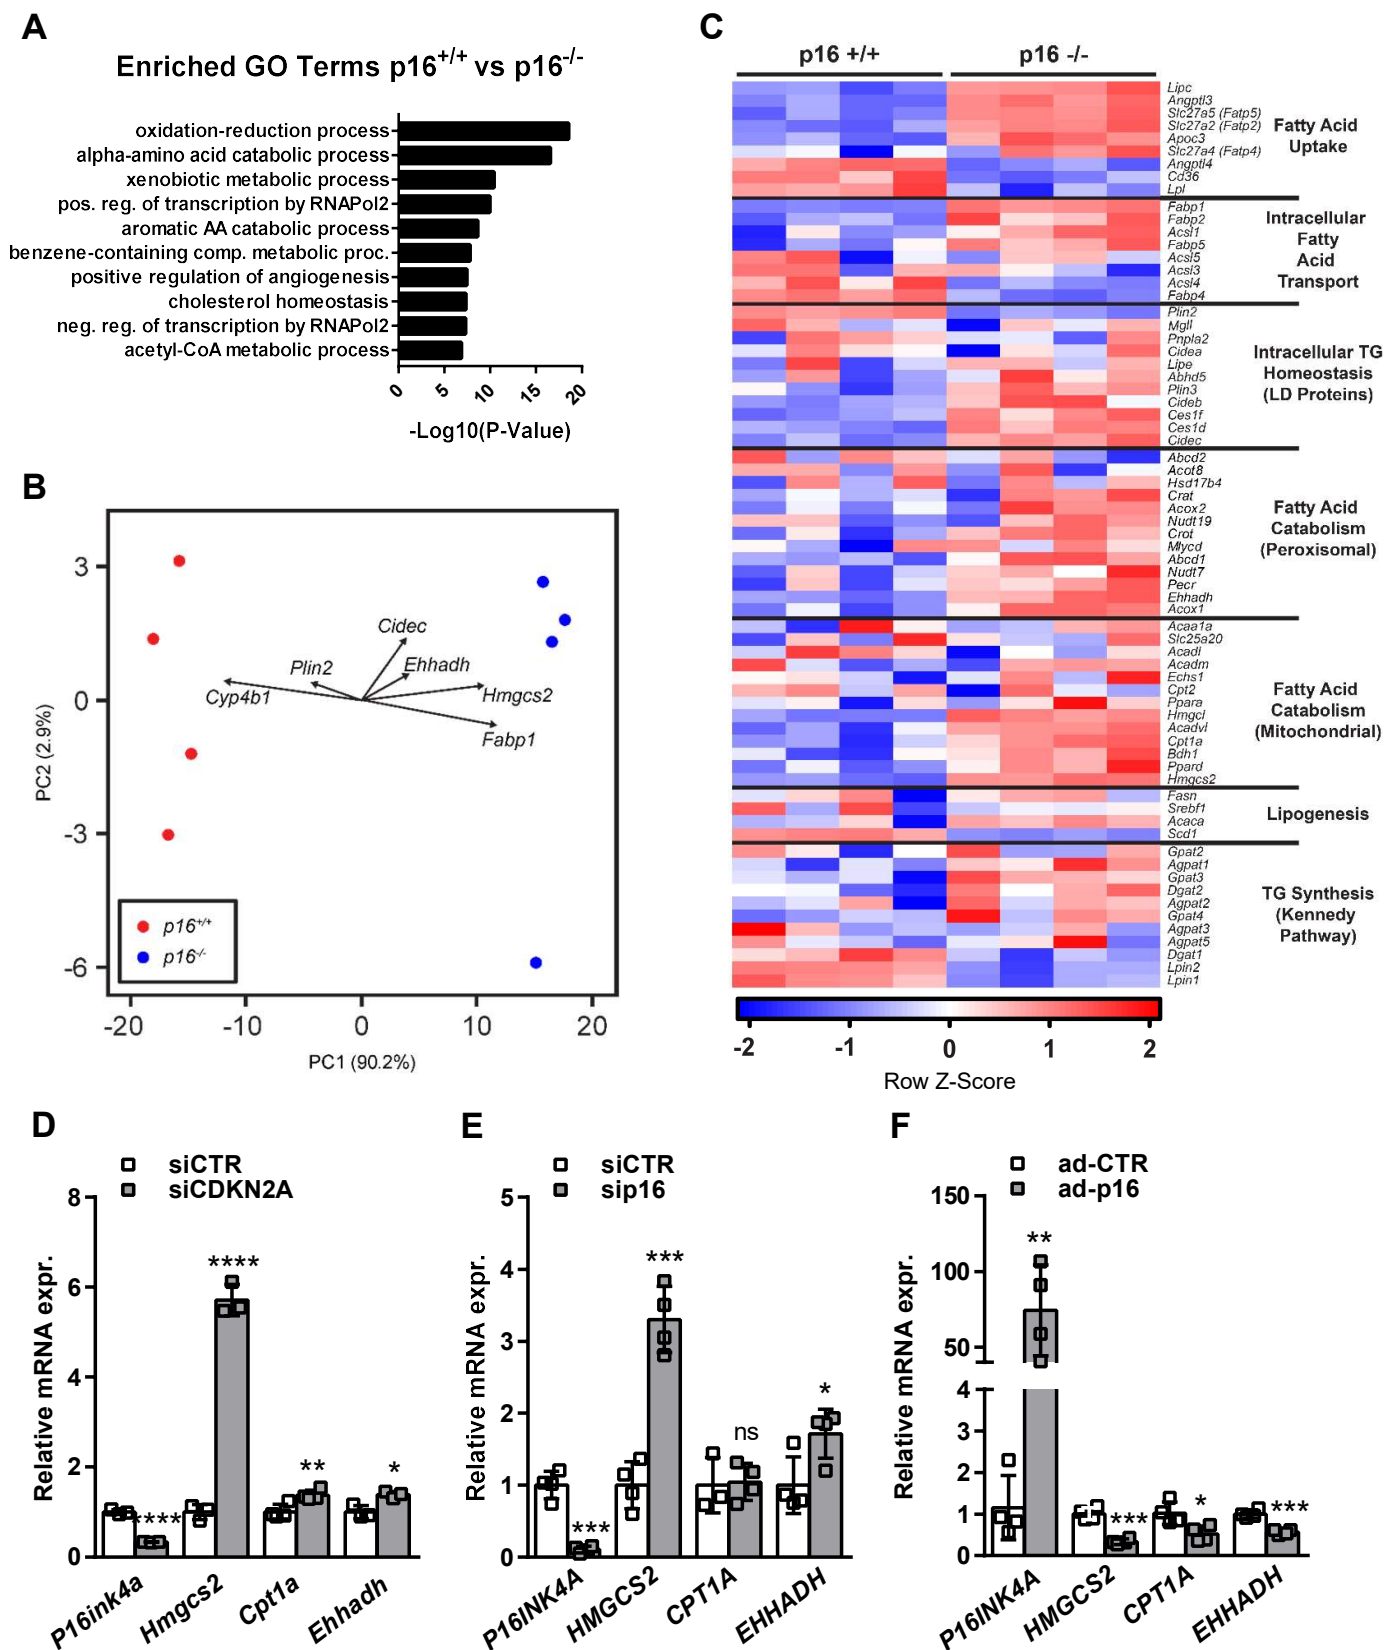 A
Enriched GO Terms p16+/+ vs p16-/-
oxidation-reduction process
alpha-amino acid catabolic process
xenobiotic metabolic process
pos. reg. of transcription by RNAPol2
aromatic AA catabolic process
benzene-containing comp. metabolic proc.
positive regulation of angiogenesis
cholesterol homeostasis
neg. reg. of transcription by RNAPol2
acetyl-CoA metabolic process
0 5 10 15 20
-Log10(P-Value)
B
3
0
-3
-6
PC2 (2.9%)
Cidec
Plin2
Ehhadh
Cyp4b1
Hmgcs2
Fabp1
p16+/+
p16-/-
-20 -10 0 10 20
PC1 (90.2%)
C
p16 +/+ p16 -/-
Lipc
Angptl3
Slc27a5 (Fatp5)
Slc27a2 (Fatp2)
Apoc3
Slc27a4 (Fatp4)
Angptl4
Cd36
Lpl
Fatty Acid
Uptake
Fabp1
Fabp2
Acsl1
Fabp5
Acsl5
Acsl3
Acsl4
Fabp4
Intracellular
Fatty
Acid
Transport
Plin2
Mgll
Pnpla2
Cidea
Lipe
Abhd5
Plin3
Cideb
Ces1f
Ces1d
Cidec
Intracellular TG
Homeostasis
(LD Proteins)
Abcd2
Acot8
Hsd17b4
Crat
Acox2
Nudt19
Crot
Mlycd
Abcd1
Nudt7
Pecr
Ehhadh
Acox1
Fatty Acid
Catabolism
(Peroxisomal)
Acaa1a
Slc25a20
Acadl
Acadm
Echs1
Cpt2
Ppara
Hmgcl
Acadvl
Cpt1a
Bdh1
Ppard
Hmgcs2
Fatty Acid
Catabolism
(Mitochondrial)
Fasn
Srebf1
Acaca
Scd1
Lipogenesis
Gpat2
Agpat1
Gpat3
Dgat2
Agpat2
Gpat4
Agpat3
Agpat5
Dgat1
Lpin2
Lpin1
TG Synthesis
(Kennedy
Pathway)
-2 -1 0 1 2
Row Z-Score
D
siCTR
siCDKN2A
Relative mRNA expr.
8
6
4
2
0
**** **** ** *
P16ink4a Hmgcs2 Cpt1a Ehhadh
E
siCTR
sip16
Relative mRNA expr.
5
4
3
2
1
0
*** *** ns *
P16INK4A HMGCS2 CPT1A EHHADH
F
ad-CTR
ad-p16
Relative mRNA expr.
150
100
50
4
3
2
1
0
** *** * ***
P16INK4A HMGCS2 CPT1A EHHADH